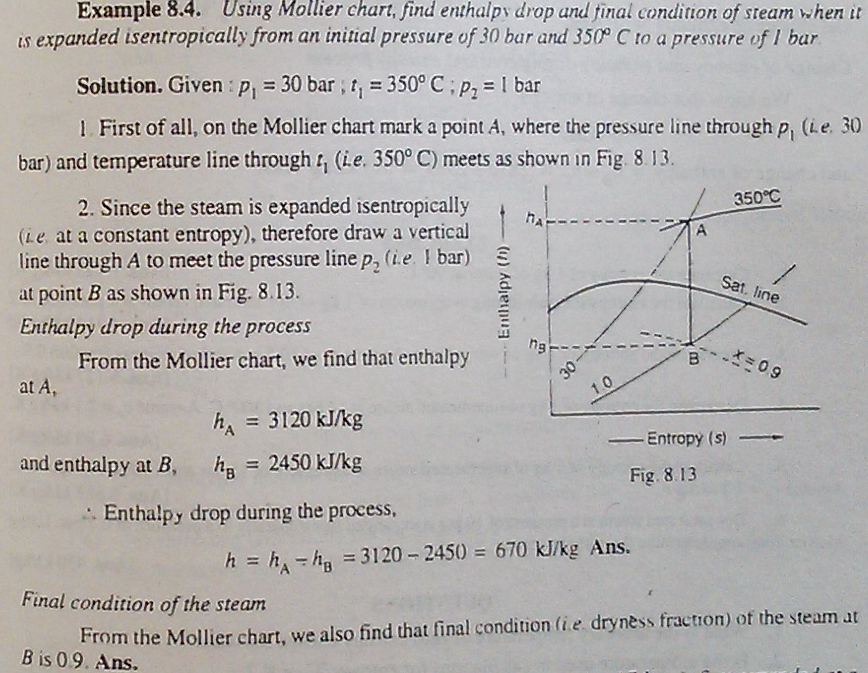 Example 8.4. Using Mollier chart, find enthalpy drop and final condition of steam when it
is expanded isentropically from an initial pressure of 30 bar and 350° C to a pressure of 1 bar.
Solution. Given : p₁ = 30 bar ; t₁ = 350° C ; p₂ = 1 bar
1. First of all, on the Mollier chart mark a point A, where the pressure line through p₁ (i.e. 30
bar) and temperature line through t₁ (i.e. 350° C) meets as shown in Fig. 8.13.
2. Since the steam is expanded isentropically
(i.e. at a constant entropy), therefore draw a vertical
line through A to meet the pressure line p₂ (i.e. 1 bar)
at point B as shown in Fig. 8.13.
Enthalpy drop during the process
From the Mollier chart, we find that enthalpy
at A,
h_A = 3120 kJ/kg
and enthalpy at B, h_B = 2450 kJ/kg
∴ Enthalpy drop during the process,
h = h_A − h_B = 3120 − 2450 = 670 kJ/kg Ans.
Final condition of the steam
From the Mollier chart, we also find that final condition (i.e. dryness fraction) of the steam at
B is 0.9. Ans.
Enthalpy (h)
h_A
350°C
A
Sat. line
h_B
B
x = 0.9
30
1.0
Entropy (s)
Fig. 8.13